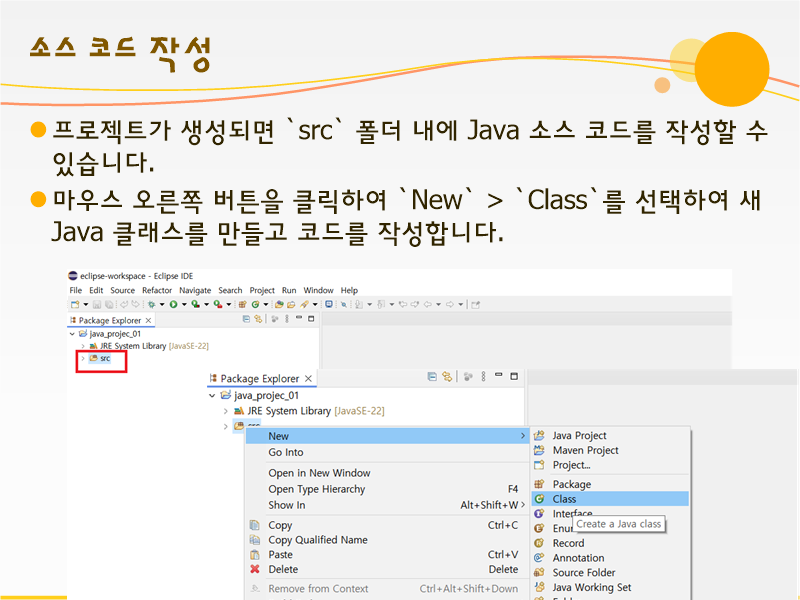 소스 코드 작성
프로젝트가 생성되면 `src` 폴더 내에 Java 소스 코드를 작성할 수
있습니다.
마우스 오른쪽 버튼을 클릭하여 `New` > `Class`를 선택하여 새
Java 클래스를 만들고 코드를 작성합니다.
eclipse-workspace - Eclipse IDE
File Edit Source Refactor Navigate Search Project Run Window Help
Package Explorer
java_projec_01
JRE System Library [JavaSE-22]
src
Package Explorer
java_projec_01
JRE System Library [JavaSE-22]
src
New
Go Into
Open in New Window
Open Type Hierarchy F4
Show In Alt+Shift+W
Copy Ctrl+C
Copy Qualified Name
Paste Ctrl+V
Delete Delete
Remove from Context Ctrl+Alt+Shift+Down
Java Project
Maven Project
Project...
Package
Class
Interface
Create a Java class
Record
Annotation
Source Folder
Java Working Set